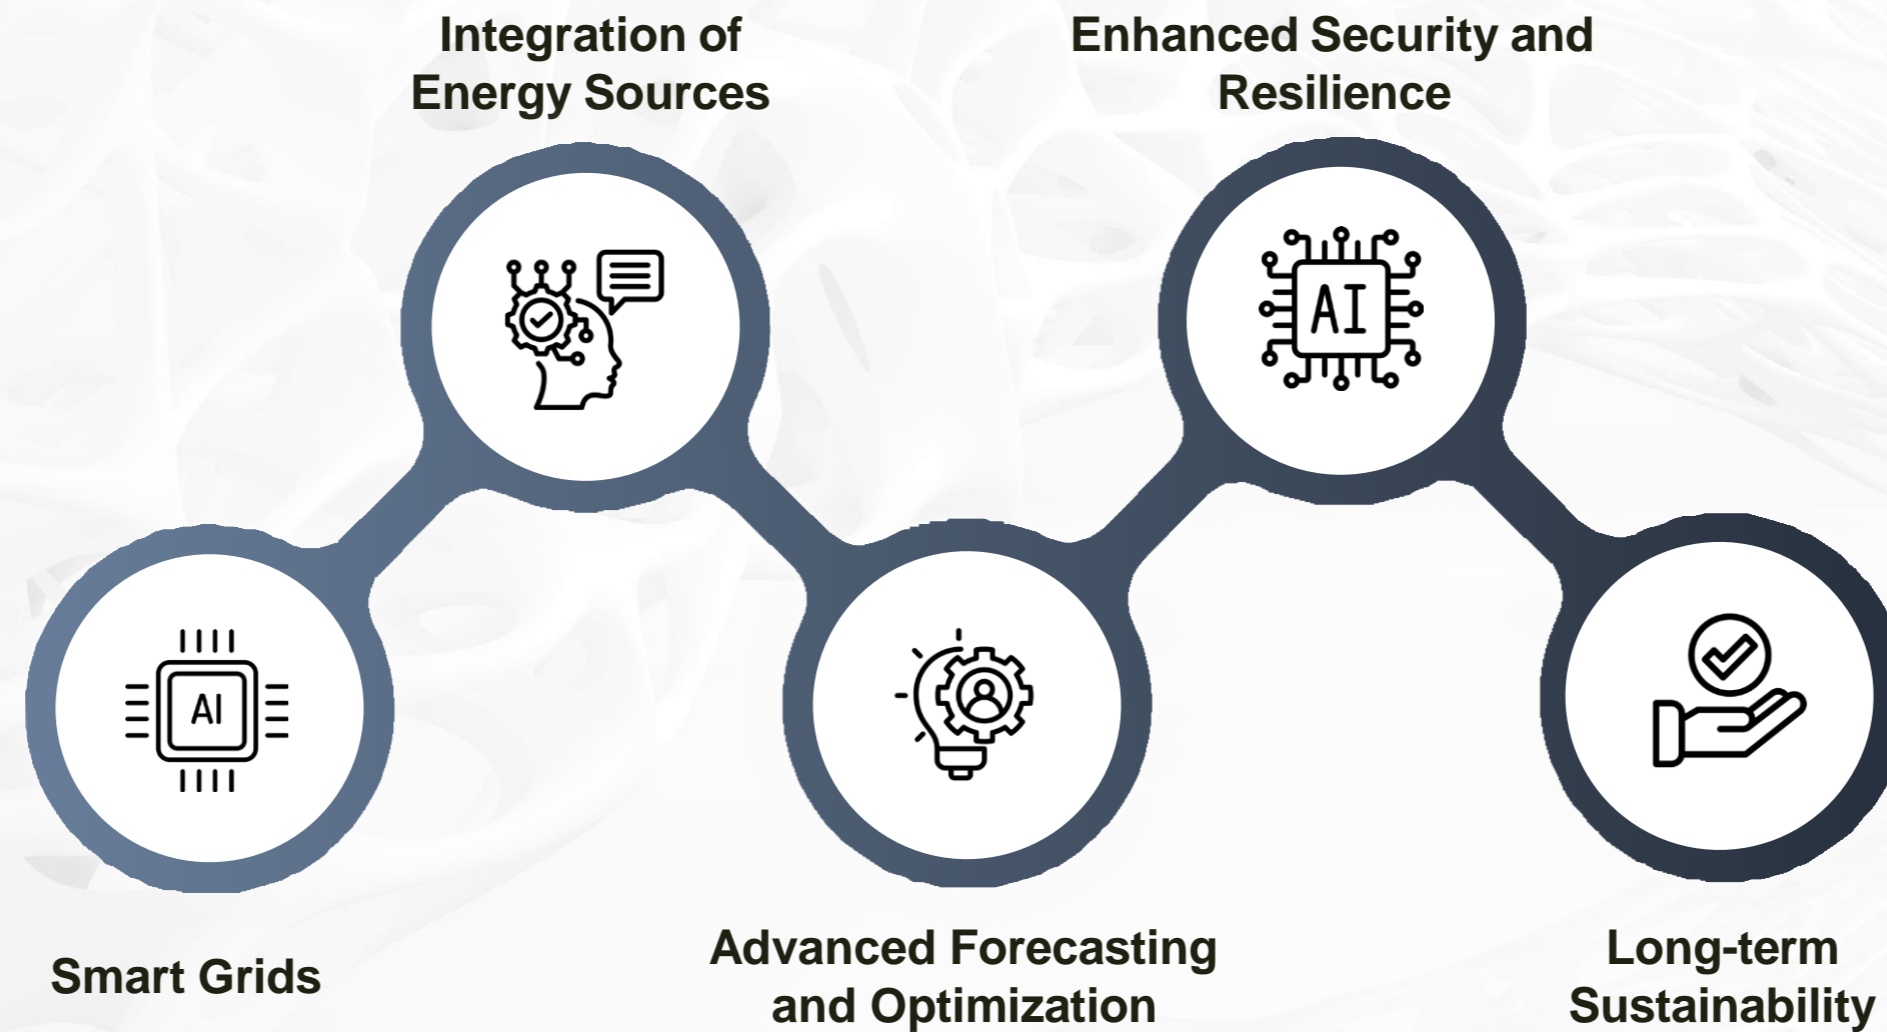 Integration of
Energy Sources
Enhanced Security and
Resilience
AI
AI
Smart Grids
Advanced Forecasting
and Optimization
Long-term
Sustainability